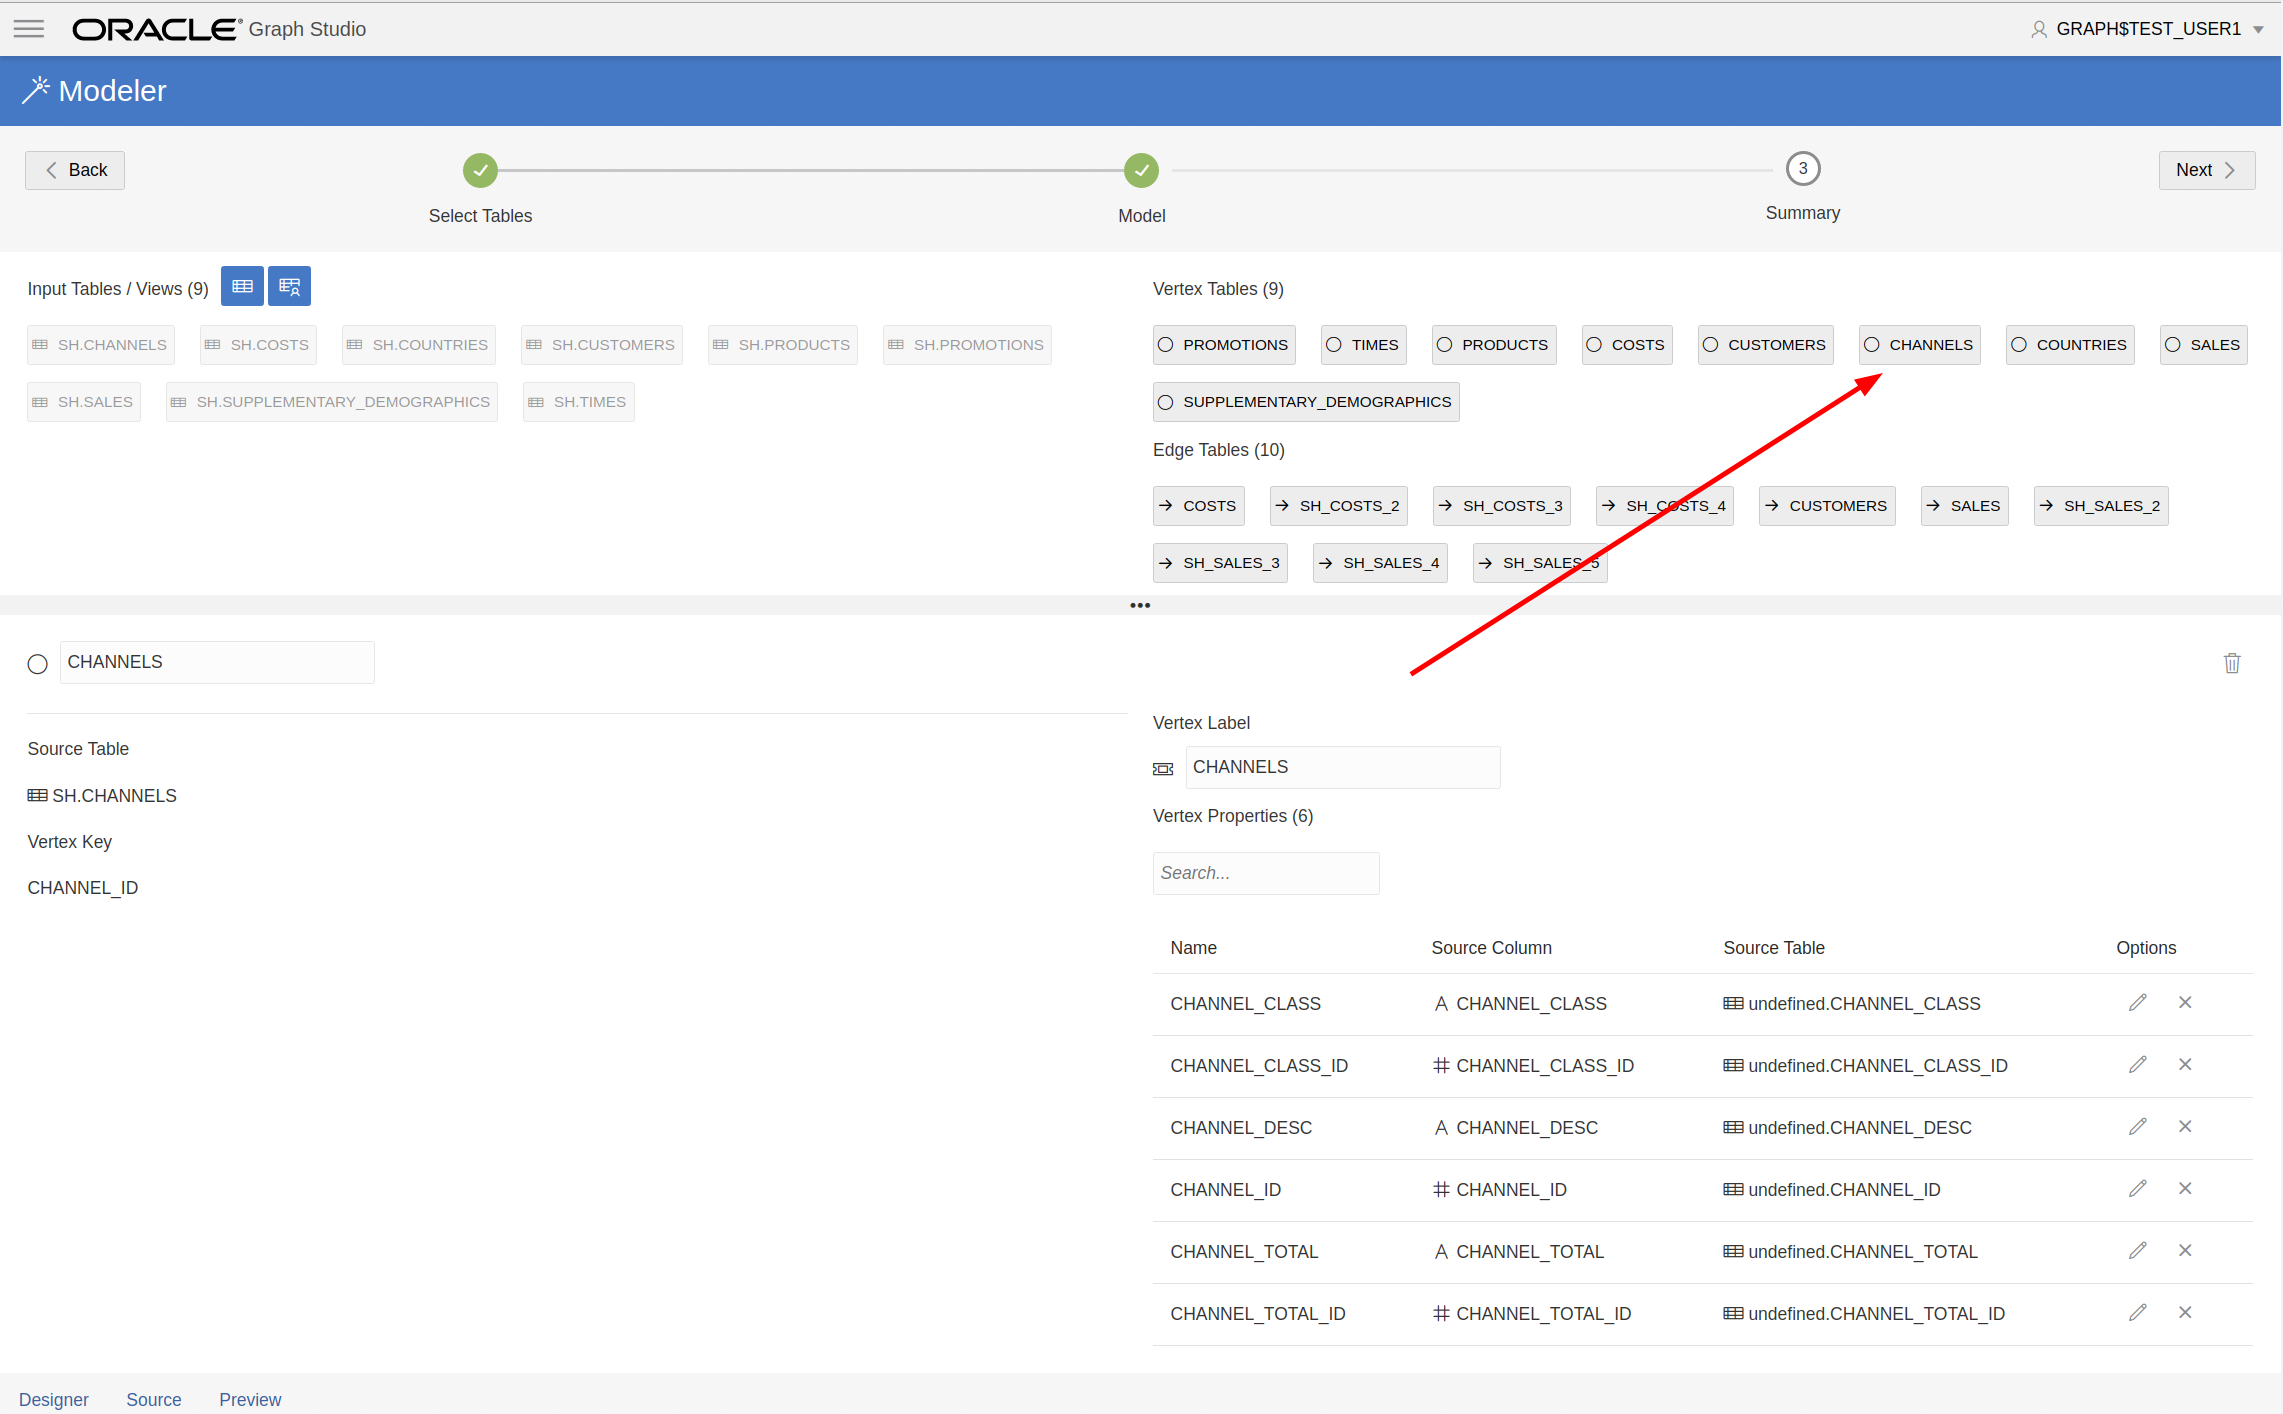 ORACLE® Graph Studio
GRAPH$TEST_USER1
Modeler
Back
3
Next
Select Tables
Model
Summary
Input Tables / Views (9)
SH.CHANNELS SH.COSTS SH.COUNTRIES SH.CUSTOMERS SH.PRODUCTS SH.PROMOTIONS
SH.SALES SH.SUPPLEMENTARY_DEMOGRAPHICS SH.TIMES
Vertex Tables (9)
PROMOTIONS TIMES PRODUCTS COSTS CUSTOMERS CHANNELS COUNTRIES SALES
SUPPLEMENTARY_DEMOGRAPHICS
Edge Tables (10)
COSTS SH_COSTS_2 SH_COSTS_3 SH_COSTS_4 CUSTOMERS SALES SH_SALES_2
SH_SALES_3 SH_SALES_4 SH_SALES_5
CHANNELS
Source Table
SH.CHANNELS
Vertex Key
CHANNEL_ID
Vertex Label
CHANNELS
Vertex Properties (6)
Search...
Name Source Column Source Table Options
CHANNEL_CLASS CHANNEL_CLASS undefined.CHANNEL_CLASS
CHANNEL_CLASS_ID CHANNEL_CLASS_ID undefined.CHANNEL_CLASS_ID
CHANNEL_DESC CHANNEL_DESC undefined.CHANNEL_DESC
CHANNEL_ID CHANNEL_ID undefined.CHANNEL_ID
CHANNEL_TOTAL CHANNEL_TOTAL undefined.CHANNEL_TOTAL
CHANNEL_TOTAL_ID CHANNEL_TOTAL_ID undefined.CHANNEL_TOTAL_ID
Designer Source Preview